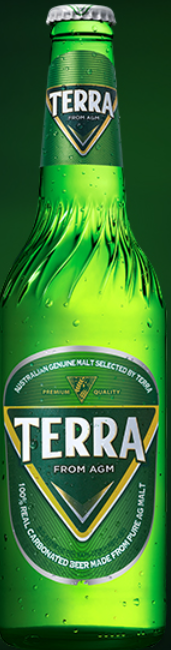 TERRA
FROM AGM
AUSTRALIAN GENUINE MALT SELECTED BY TERRA
PREMIUM QUALITY
TERRA
FROM AGM
100% REAL CARBONATED BEER MADE FROM PURE AG MALT